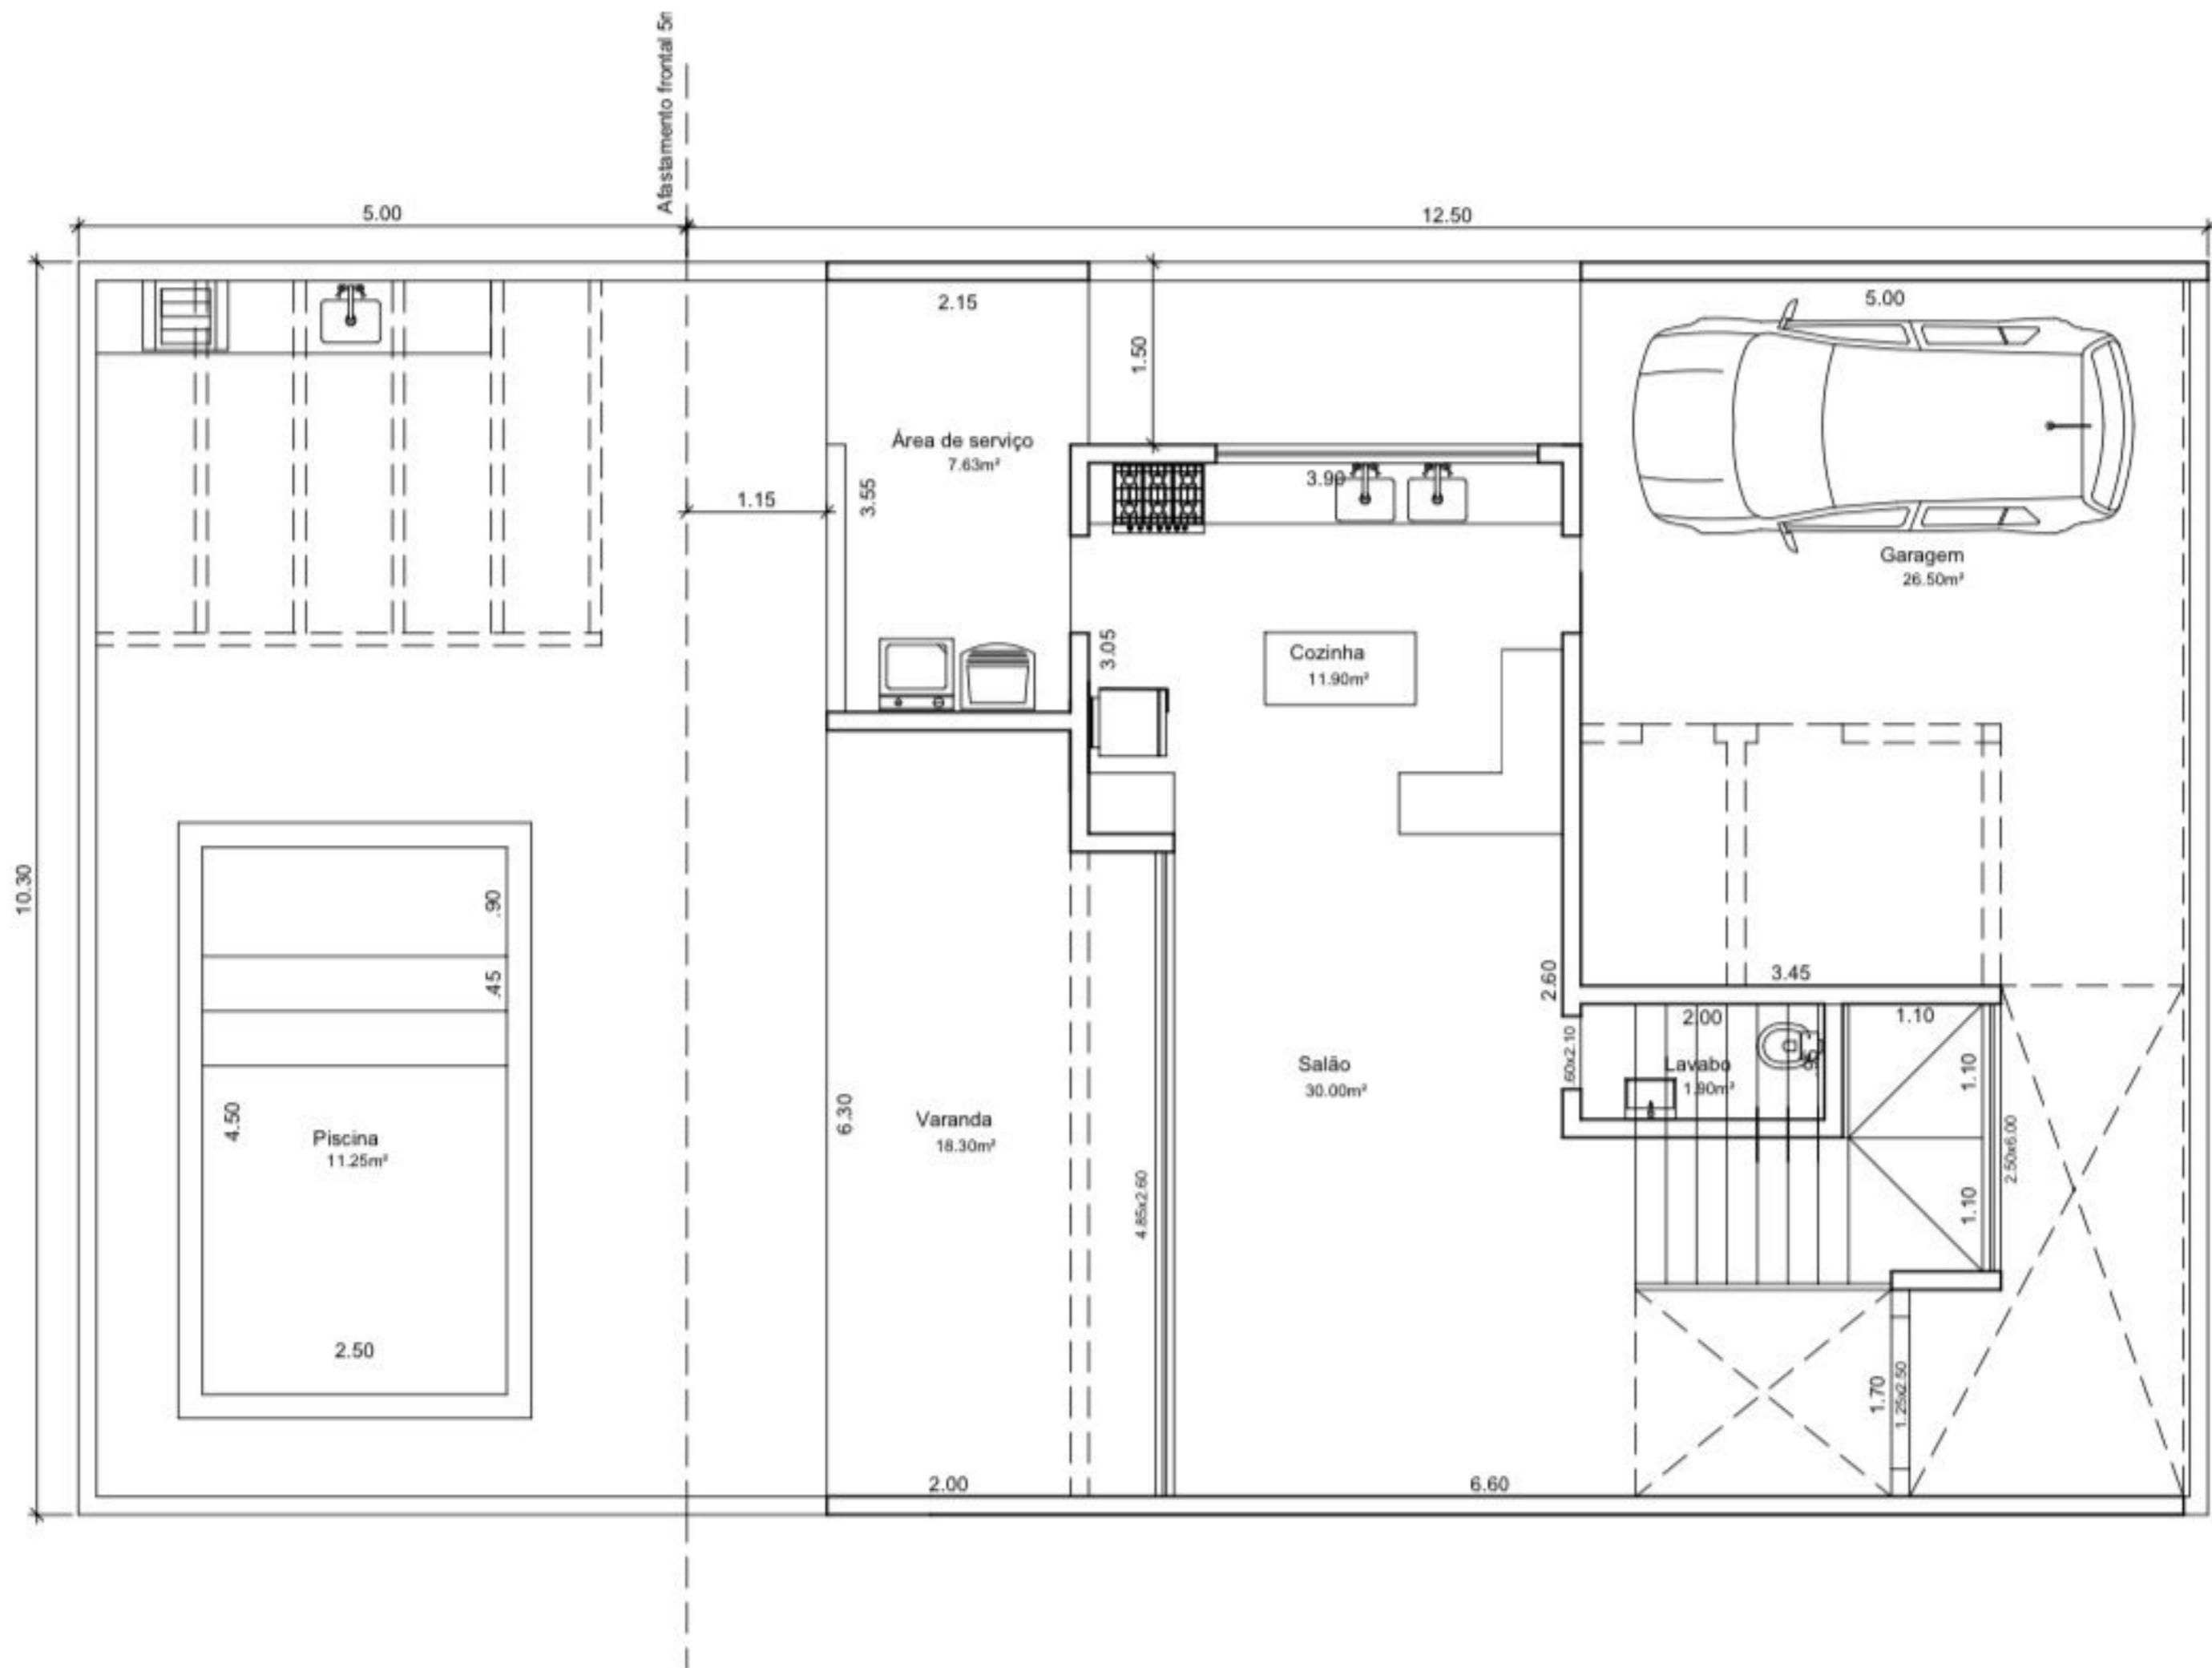 Afastamento frontal 5m
5.00
12.50
2.15
5.00
1.50
Área de serviço
7.63m²
3.55
3.90
1.15
Garagem
26.50m²
3.05
Cozinha
11.90m²
10.30
.90
.45
2.60
3.45
2.00
1.10
.60x2.10
Lavabo
1.90m²
1.10
Salão
30.00m²
4.50
Piscina
11.25m²
6.30
Varanda
18.30m²
4.85x2.60
2.50x6.00
1.10
2.50
1.70
1.25x2.50
2.00
6.60